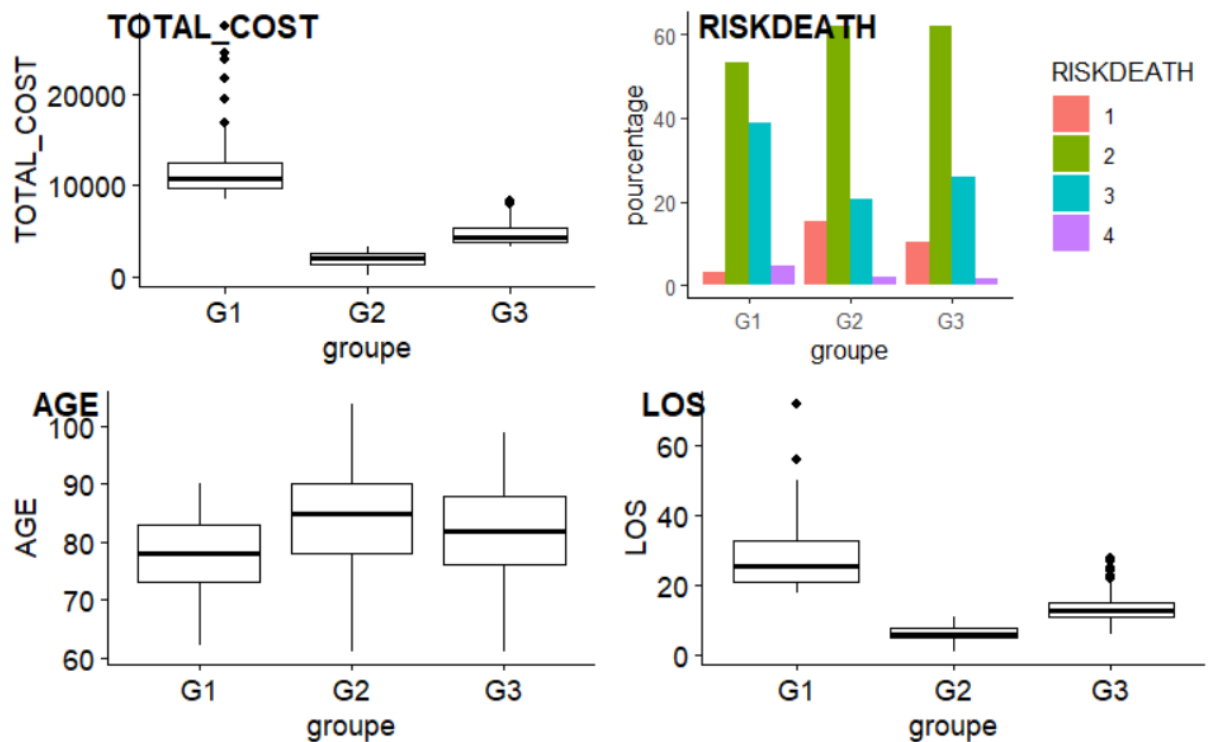 TOTAL_COST
TOTAL_COST
20000
10000
0
G1 G2 G3
groupe
RISKDEATH
pourcentage
60
40
20
0
G1 G2 G3
groupe
RISKDEATH
1
2
3
4
AGE
AGE
100
90
80
70
60
G1 G2 G3
groupe
LOS
LOS
60
40
20
0
G1 G2 G3
groupe